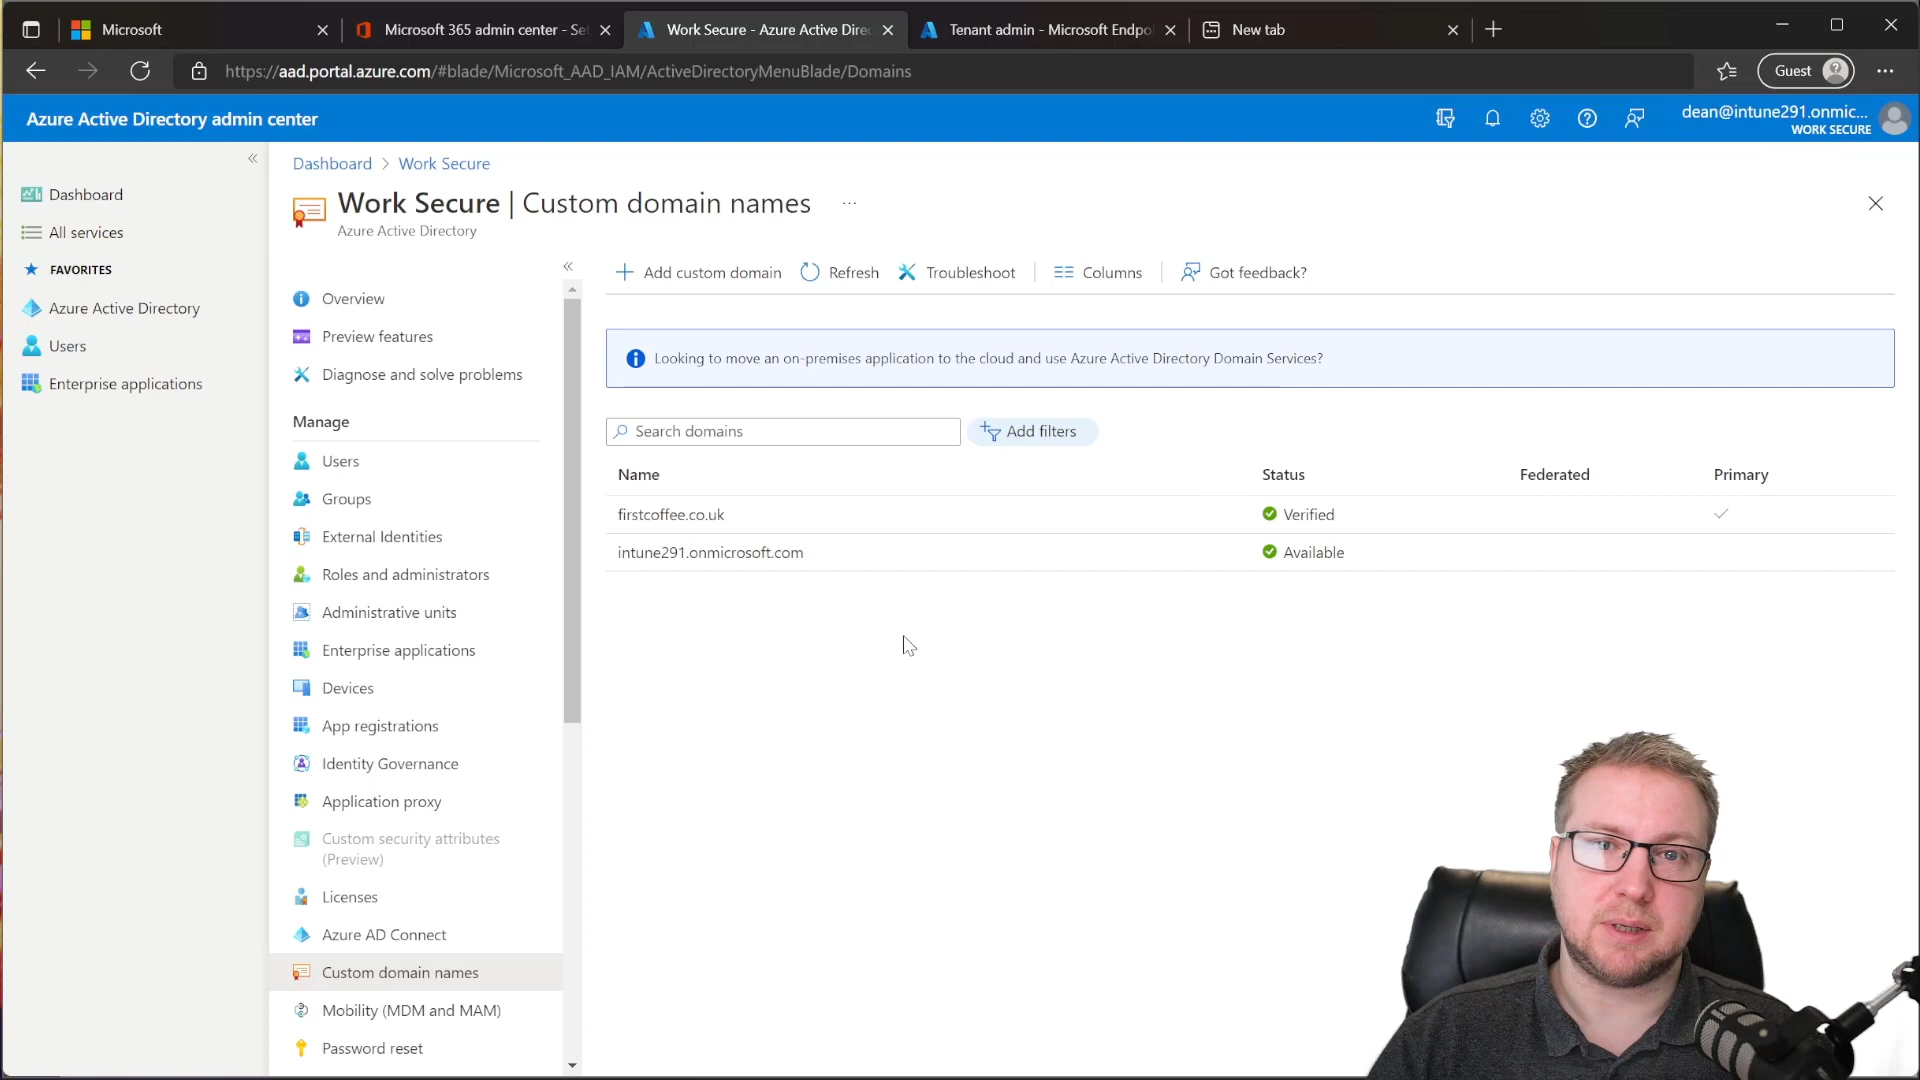 Microsoft
Microsoft 365 admin center - Se
Work Secure - Azure Active Dire
Tenant admin - Microsoft Endpo
New tab
https://aad.portal.azure.com/#blade/Microsoft_AAD_IAM/ActiveDirectoryMenuBlade/Domains
Guest
Azure Active Directory admin center
dean@intune291.onmic...
WORK SECURE
Dashboard > Work Secure
Work Secure | Custom domain names ...
Azure Active Directory
Dashboard
All services
FAVORITES
Azure Active Directory
Users
Enterprise applications
Overview
Preview features
Diagnose and solve problems
Manage
Users
Groups
External Identities
Roles and administrators
Administrative units
Enterprise applications
Devices
App registrations
Identity Governance
Application proxy
Custom security attributes
(Preview)
Licenses
Azure AD Connect
Custom domain names
Mobility (MDM and MAM)
Password reset
Add custom domain Refresh Troubleshoot Columns Got feedback?
Looking to move an on-premises application to the cloud and use Azure Active Directory Domain Services?
Search domains Add filters
Name Status Federated Primary
firstcoffee.co.uk Verified
intune291.onmicrosoft.com Available